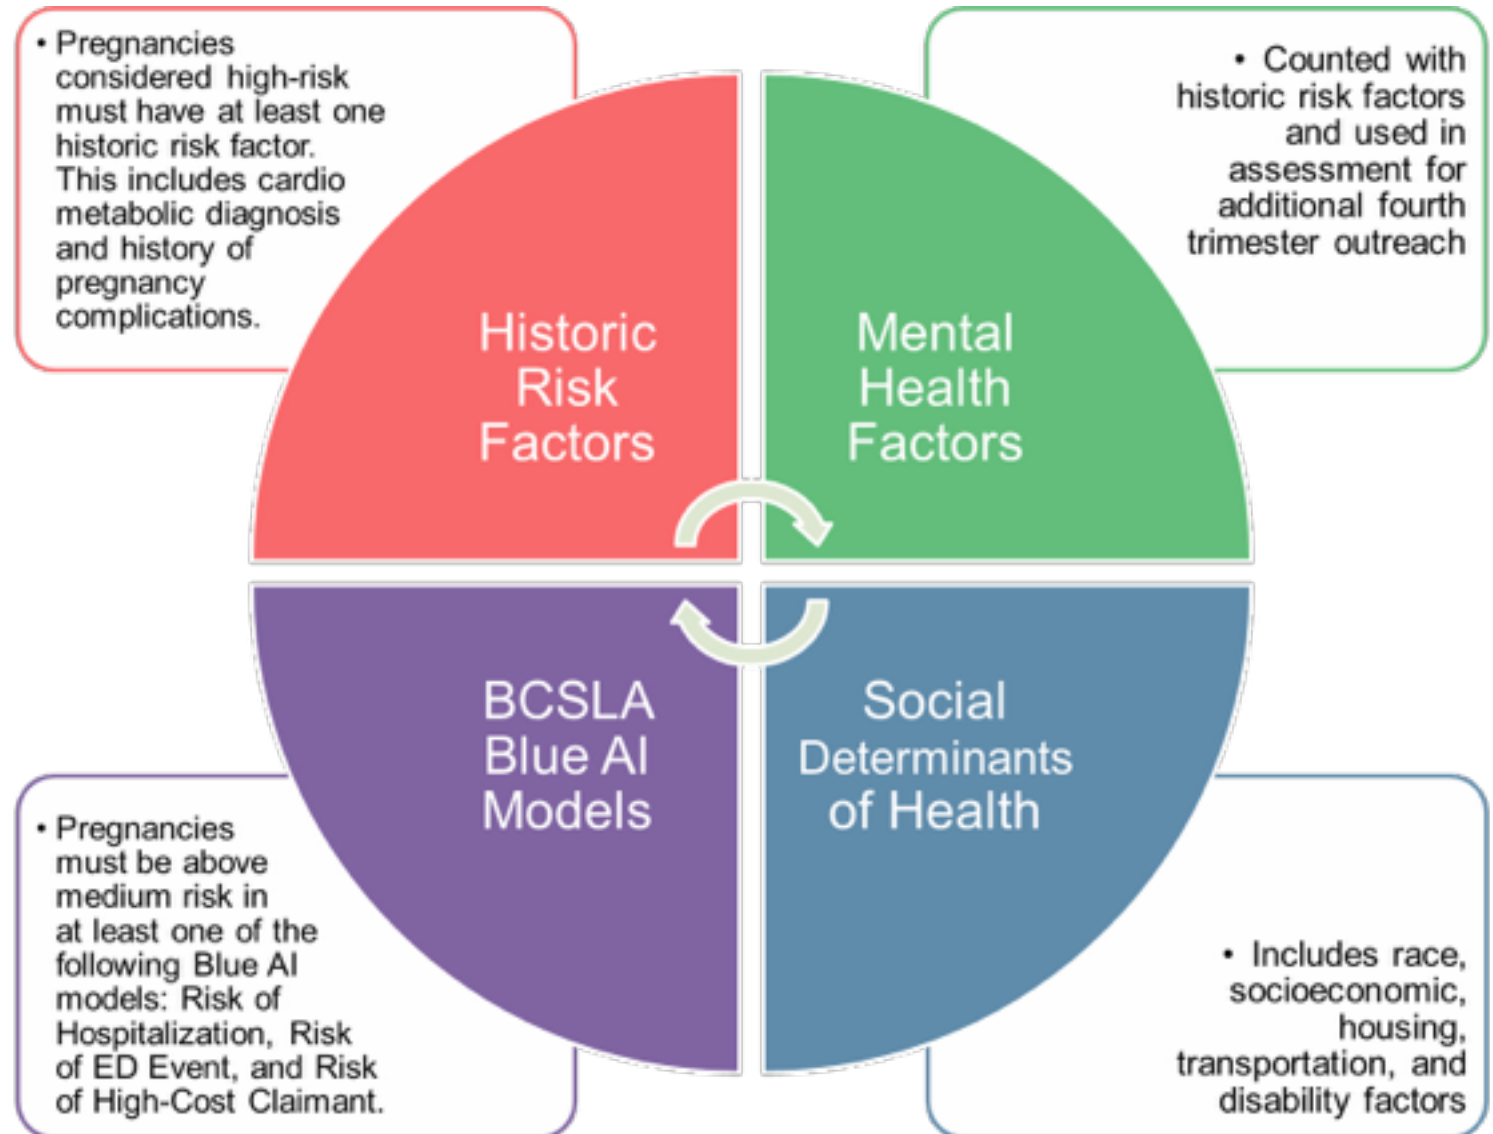 • Pregnancies
considered high-risk
must have at least one
historic risk factor.
This includes cardio
metabolic diagnosis
and history of
pregnancy
complications.
• Counted with
historic risk factors
and used in
assessment for
additional fourth
trimester outreach
Historic
Risk
Factors
Mental
Health
Factors
BCSLA
Blue AI
Models
Social
Determinants
of Health
• Pregnancies
must be above
medium risk in
at least one of the
following Blue AI
models: Risk of
Hospitalization, Risk
of ED Event, and Risk
of High-Cost Claimant.
• Includes race,
socioeconomic,
housing,
transportation, and
disability factors